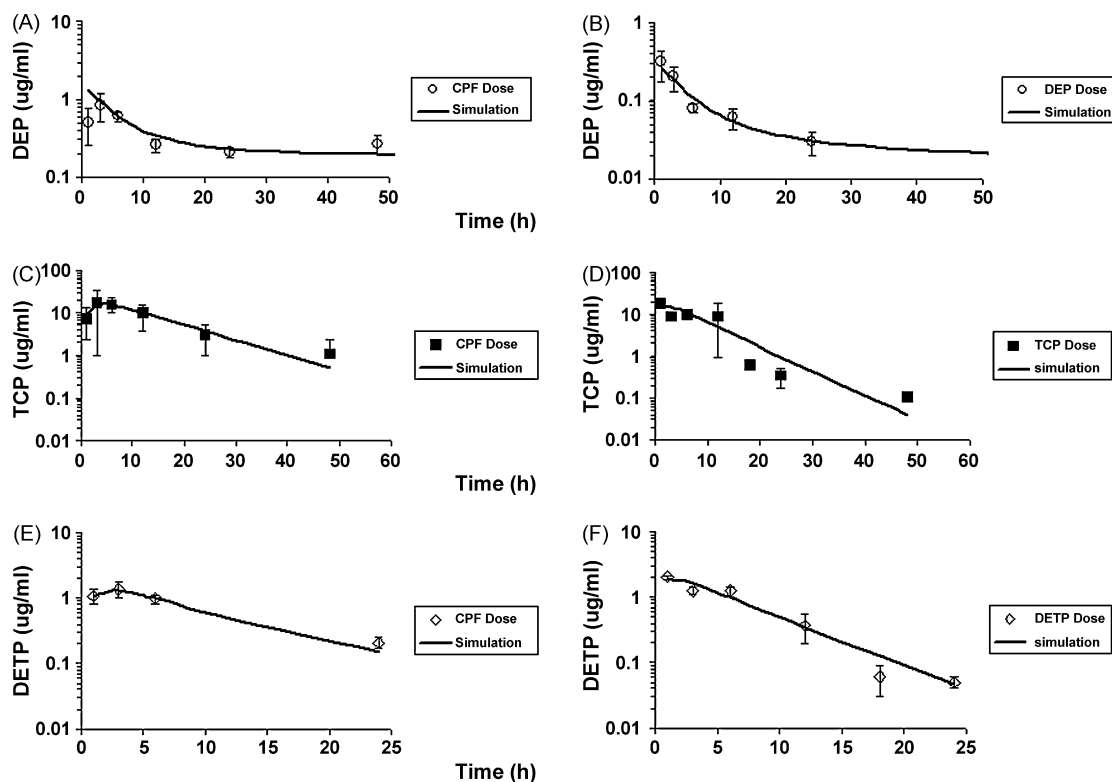 (A)
10
1
0.1
DEP (ug/ml)
0 10 20 30 40 50
Time (h)
CPF Dose
Simulation
(B)
1
0.1
0.01
DEP (ug/ml)
0 10 20 30 40 50
DEP Dose
Simulation
(C)
100
10
1
0.1
0.01
TCP (ug/ml)
0 10 20 30 40 50 60
Time (h)
CPF Dose
Simulation
(D)
100
10
1
0.1
0.01
TCP (ug/ml)
0 10 20 30 40 50 60
TCP Dose
simulation
(E)
10
1
0.1
0.01
DETP (ug/ml)
0 5 10 15 20 25
Time (h)
CPF Dose
Simulation
(F)
10
1
0.1
0.01
DETP (ug/ml)
0 5 10 15 20 25
DETP Dose
simulation